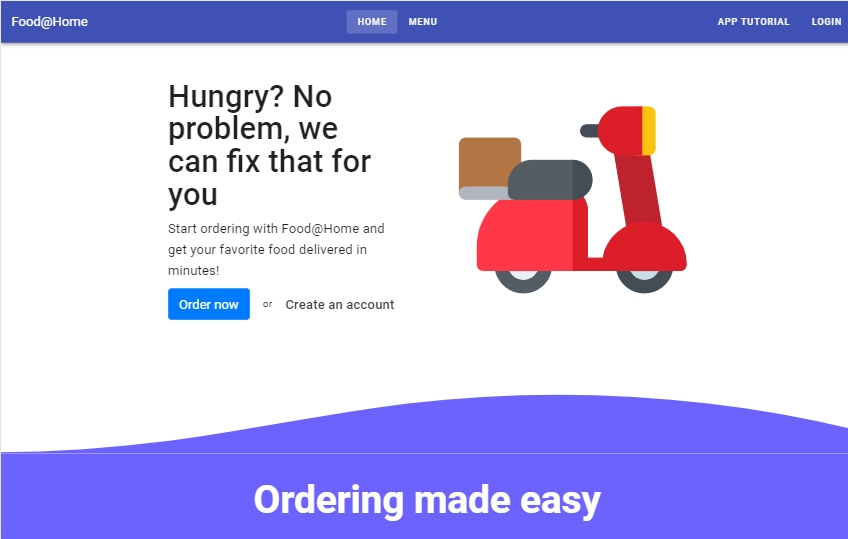 Food@Home
HOME
MENU
APP TUTORIAL
LOGIN
Hungry? No
problem, we
can fix that for
you
Start ordering with Food@Home and
get your favorite food delivered in
minutes!
Order now or Create an account
Ordering made easy